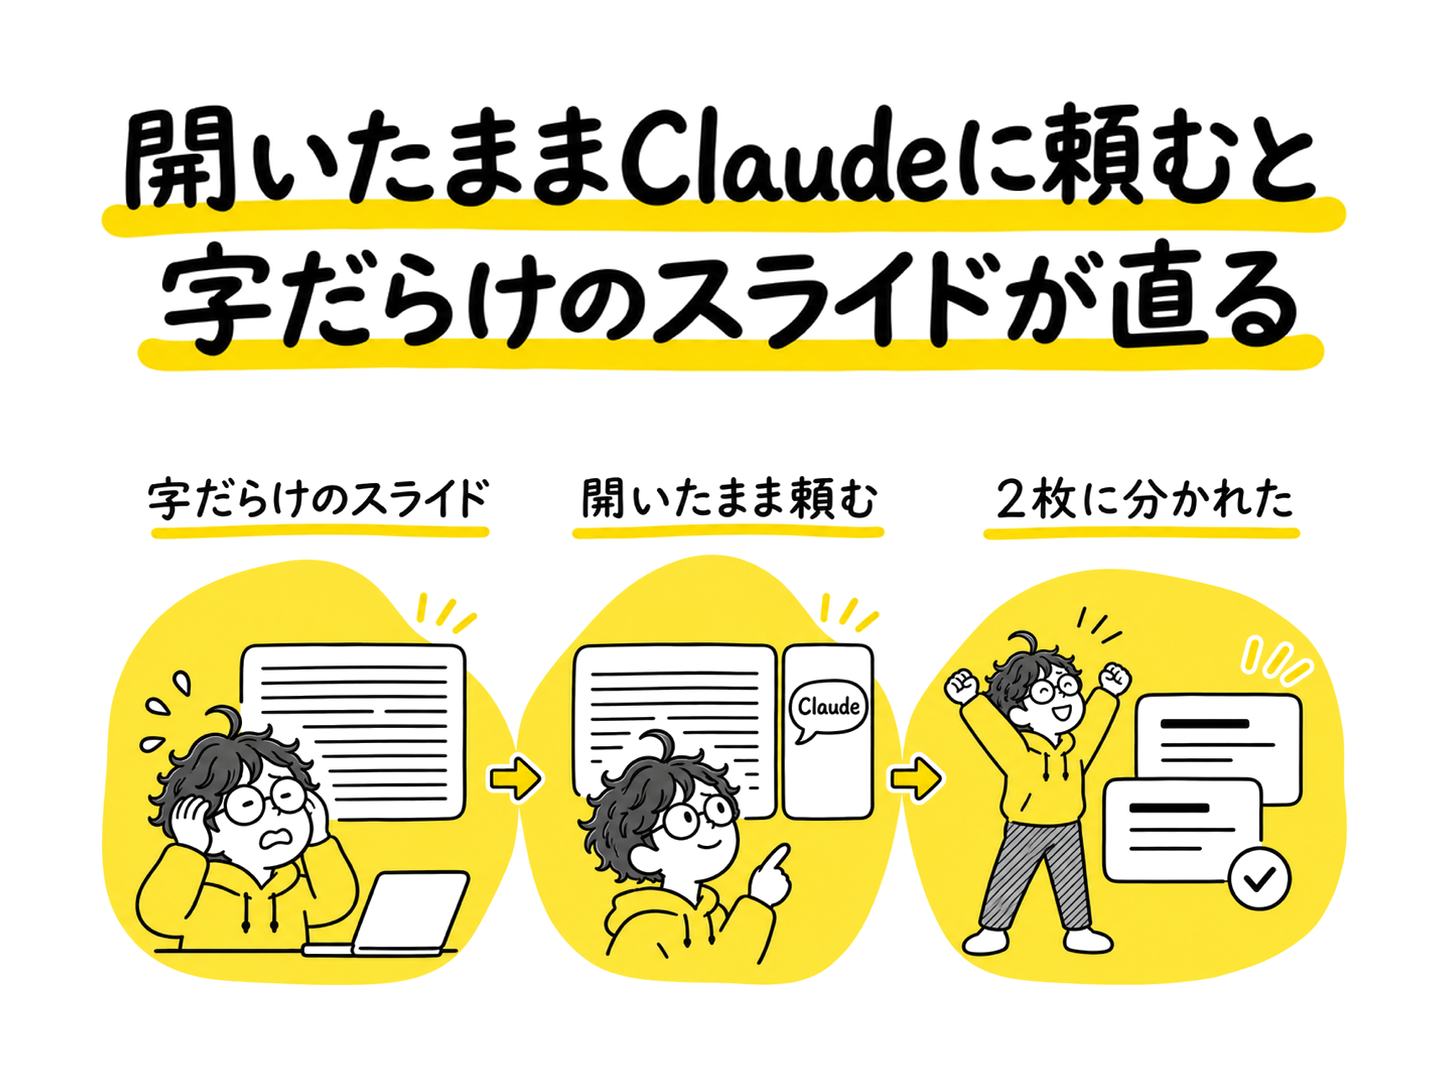 開いたままClaudeに頼むと
字だらけのスライドが直る
字だらけのスライド
開いたまま頼む
2枚に分かれた
Claude